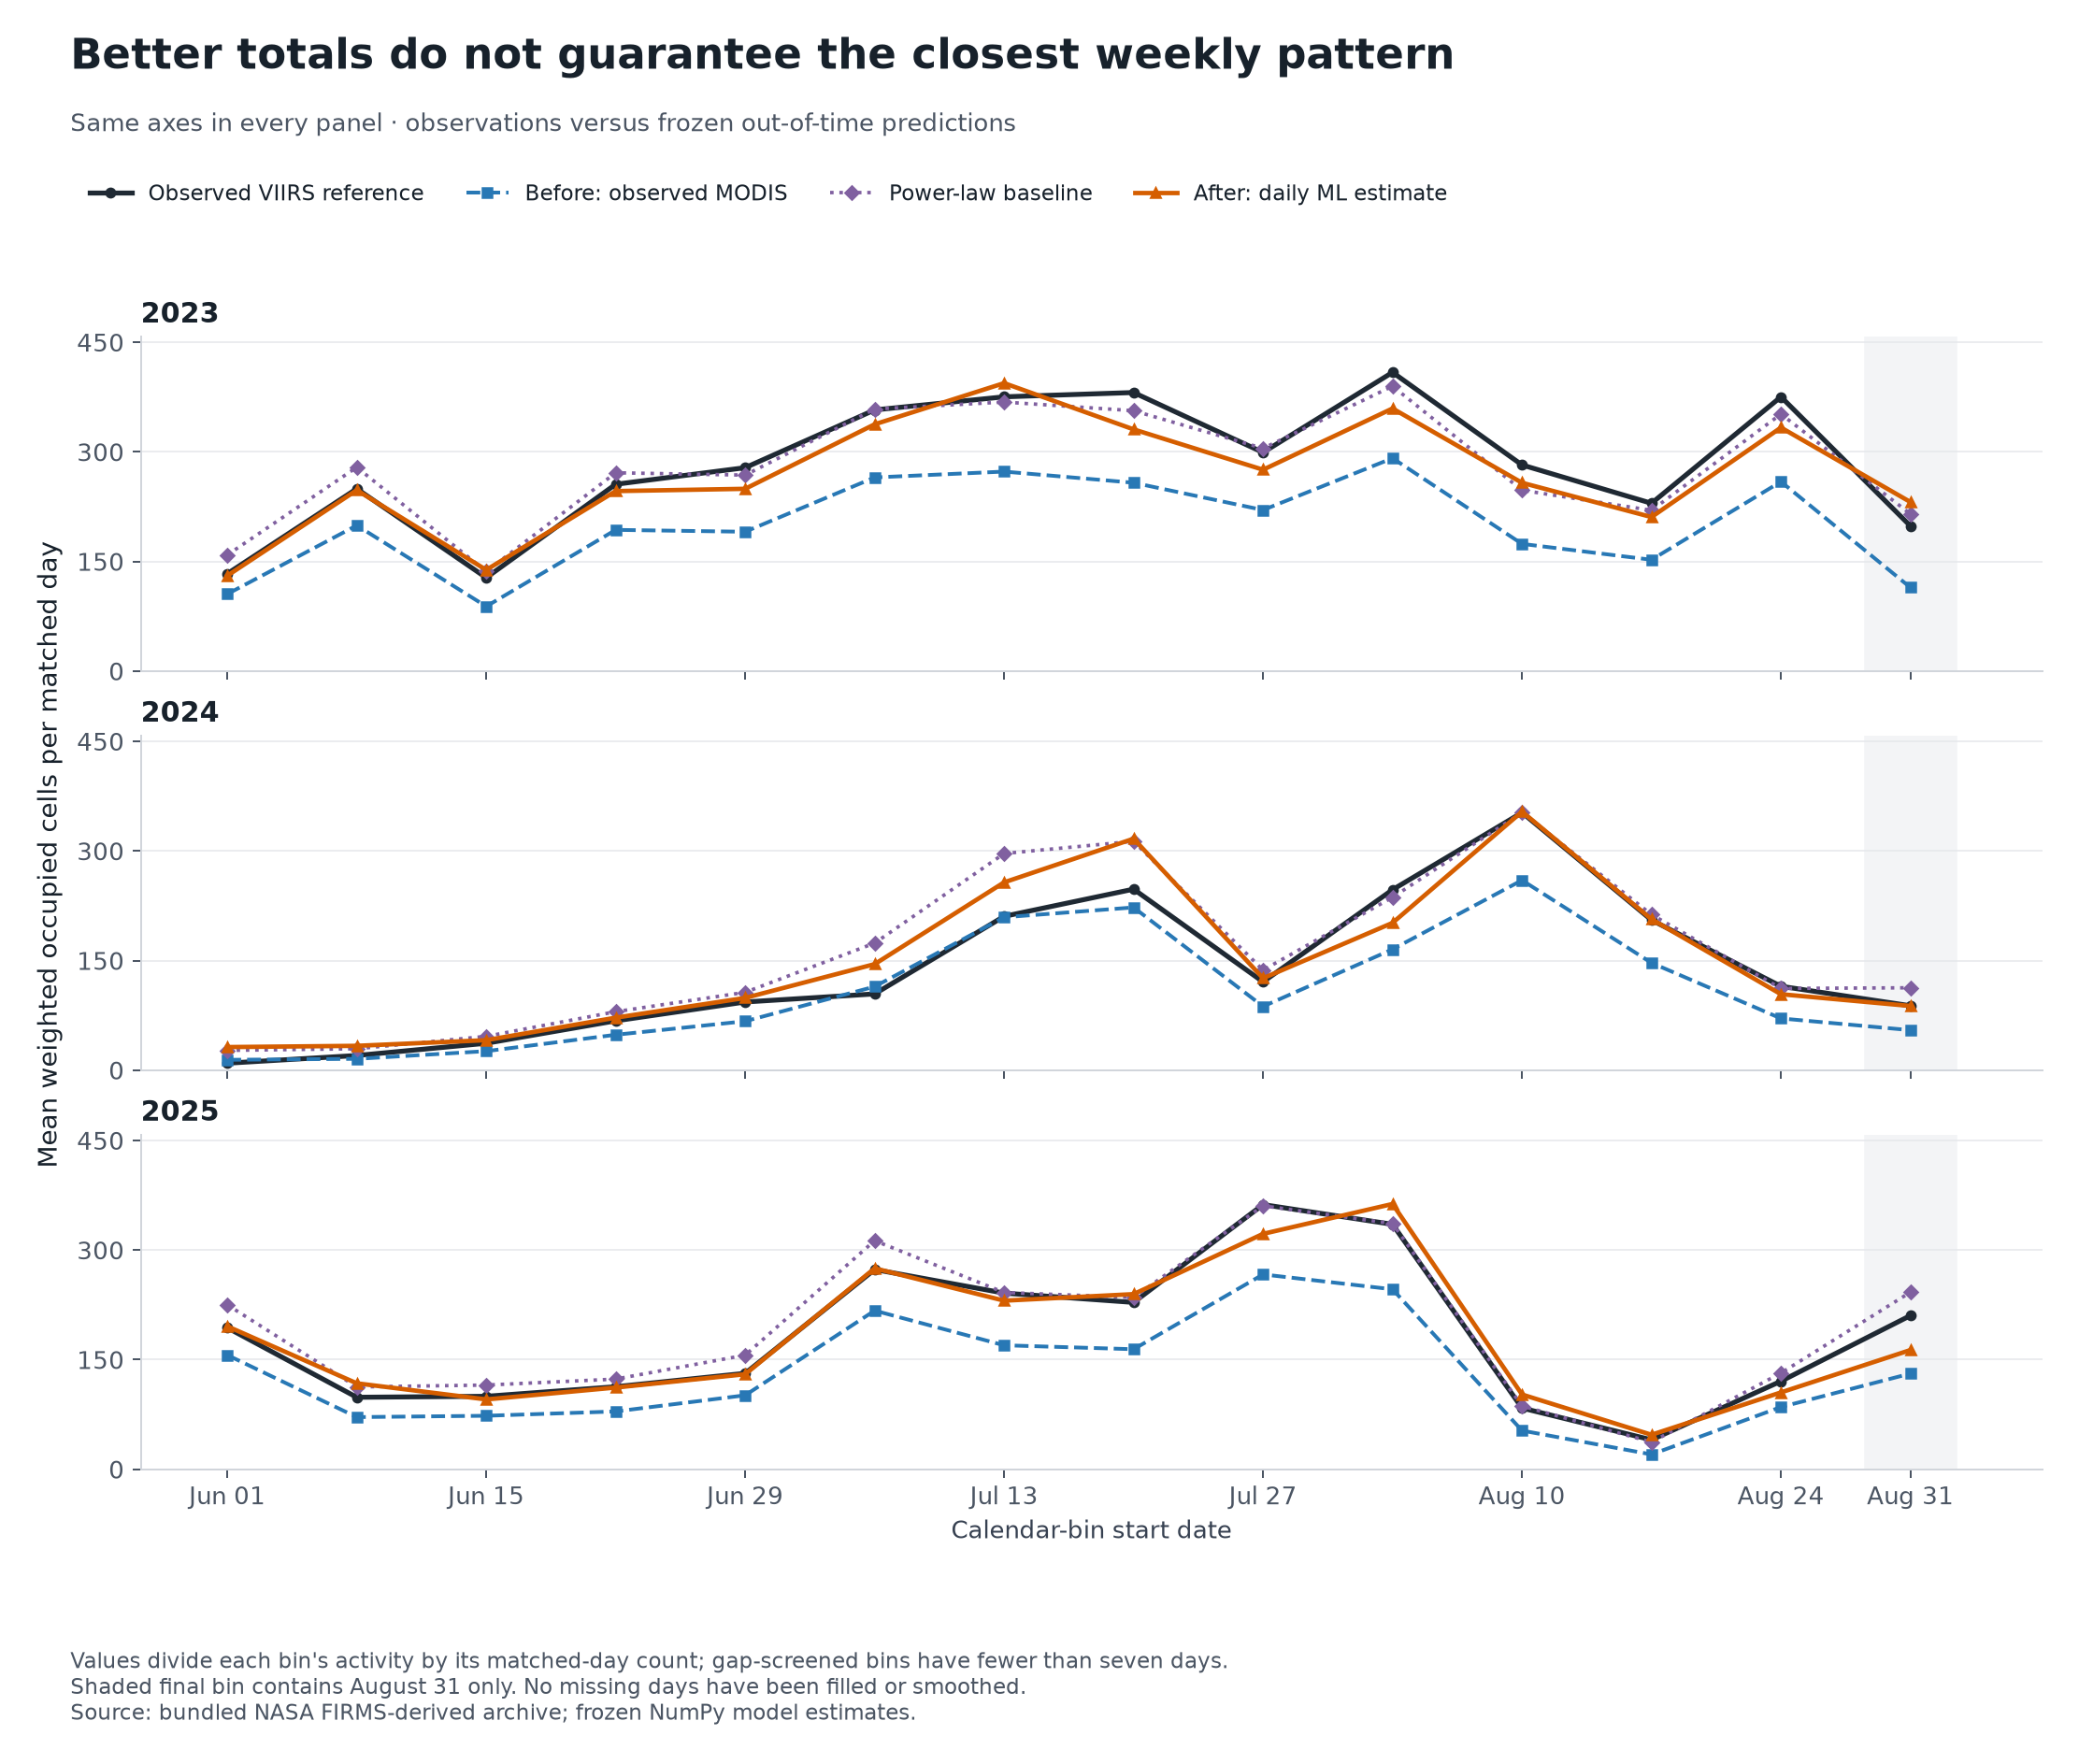 Better totals do not guarantee the closest weekly pattern
Same axes in every panel · observations versus frozen out-of-time predictions
Observed VIIRS reference
Before: observed MODIS
Power-law baseline
After: daily ML estimate
Mean weighted occupied cells per matched day
2023
450
300
150
0
2024
450
300
150
0
2025
450
300
150
0
Jun 01
Jun 15
Jun 29
Jul 13
Jul 27
Aug 10
Aug 24
Aug 31
Calendar-bin start date
Values divide each bin's activity by its matched-day count; gap-screened bins have fewer than seven days.
Shaded final bin contains August 31 only. No missing days have been filled or smoothed.
Source: bundled NASA FIRMS-derived archive; frozen NumPy model estimates.